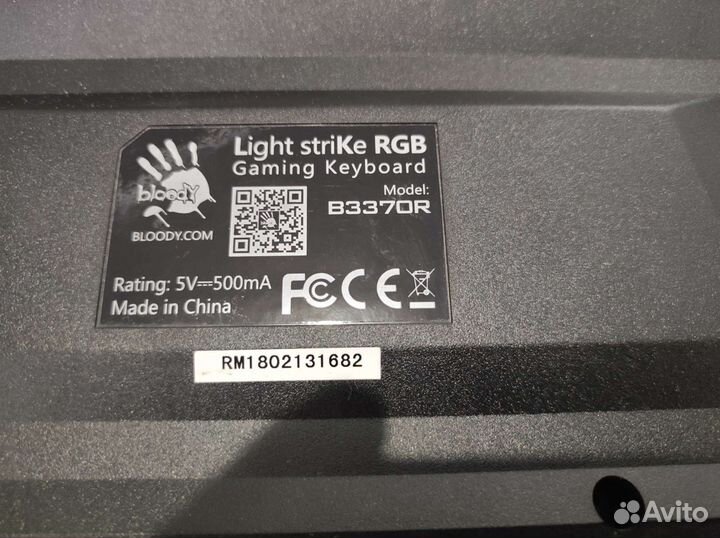 Light striKe RGB
Gaming Keyboard
Model:
B3370R
bloody
BLOODY.COM
Rating: 5V⎓500mA
Made in China
FC CE
RM1802131682
Avito